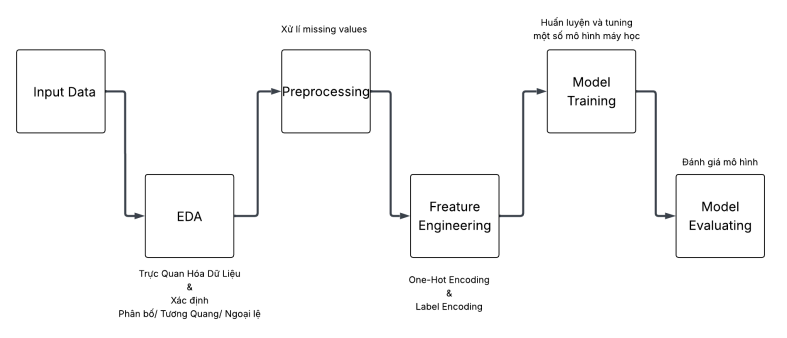 Input Data
EDA
Trực Quan Hóa Dữ Liệu
&
Xác định
Phân bố/ Tương Quang/ Ngoại lệ
Xử lí missing values
Preprocessing
Freature
Engineering
One-Hot Encoding
&
Label Encoding
Huấn luyện và tuning
một số mô hình máy học
Model
Training
Đánh giá mô hình
Model
Evaluating